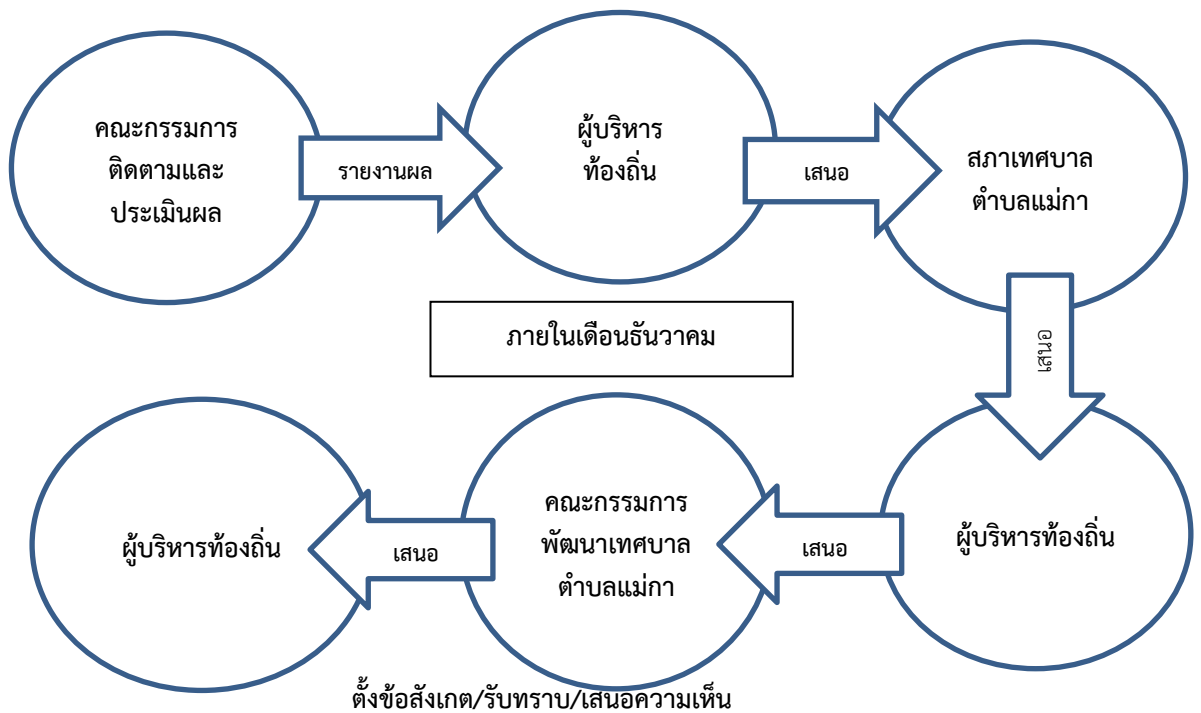 คณะกรรมการ
ติดตามและ
ประเมินผล
รายงานผล
ผู้บริหาร
ท้องถิ่น
เสนอ
สภาเทศบาล
ตำบลแม่กา
เสนอ
ภายในเดือนธันวาคม
ผู้บริหารท้องถิ่น
เสนอ
คณะกรรมการ
พัฒนาเทศบาล
ตำบลแม่กา
เสนอ
ผู้บริหารท้องถิ่น
ตั้งข้อสังเกต/รับทราบ/เสนอความเห็น